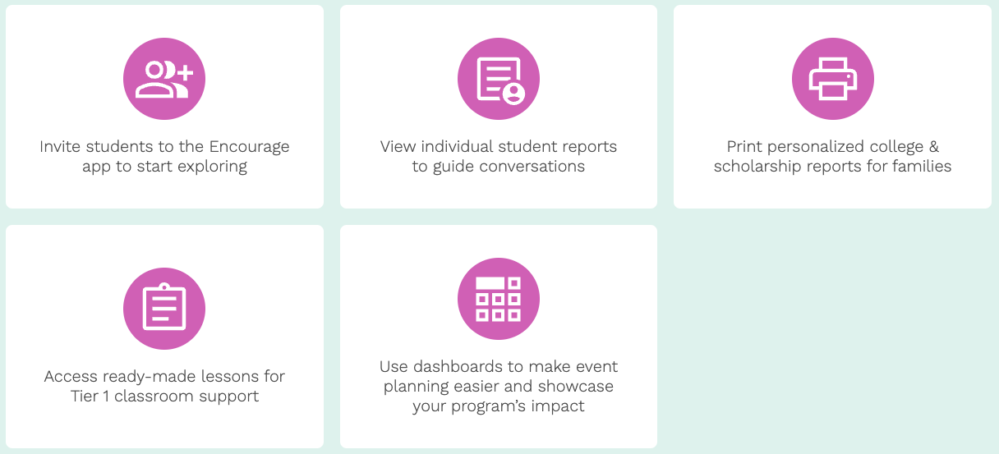 Invite students to the Encourage
app to start exploring
View individual student reports
to guide conversations
Print personalized college &
scholarship reports for families
Access ready-made lessons for
Tier 1 classroom support
Use dashboards to make event
planning easier and showcase
your program’s impact